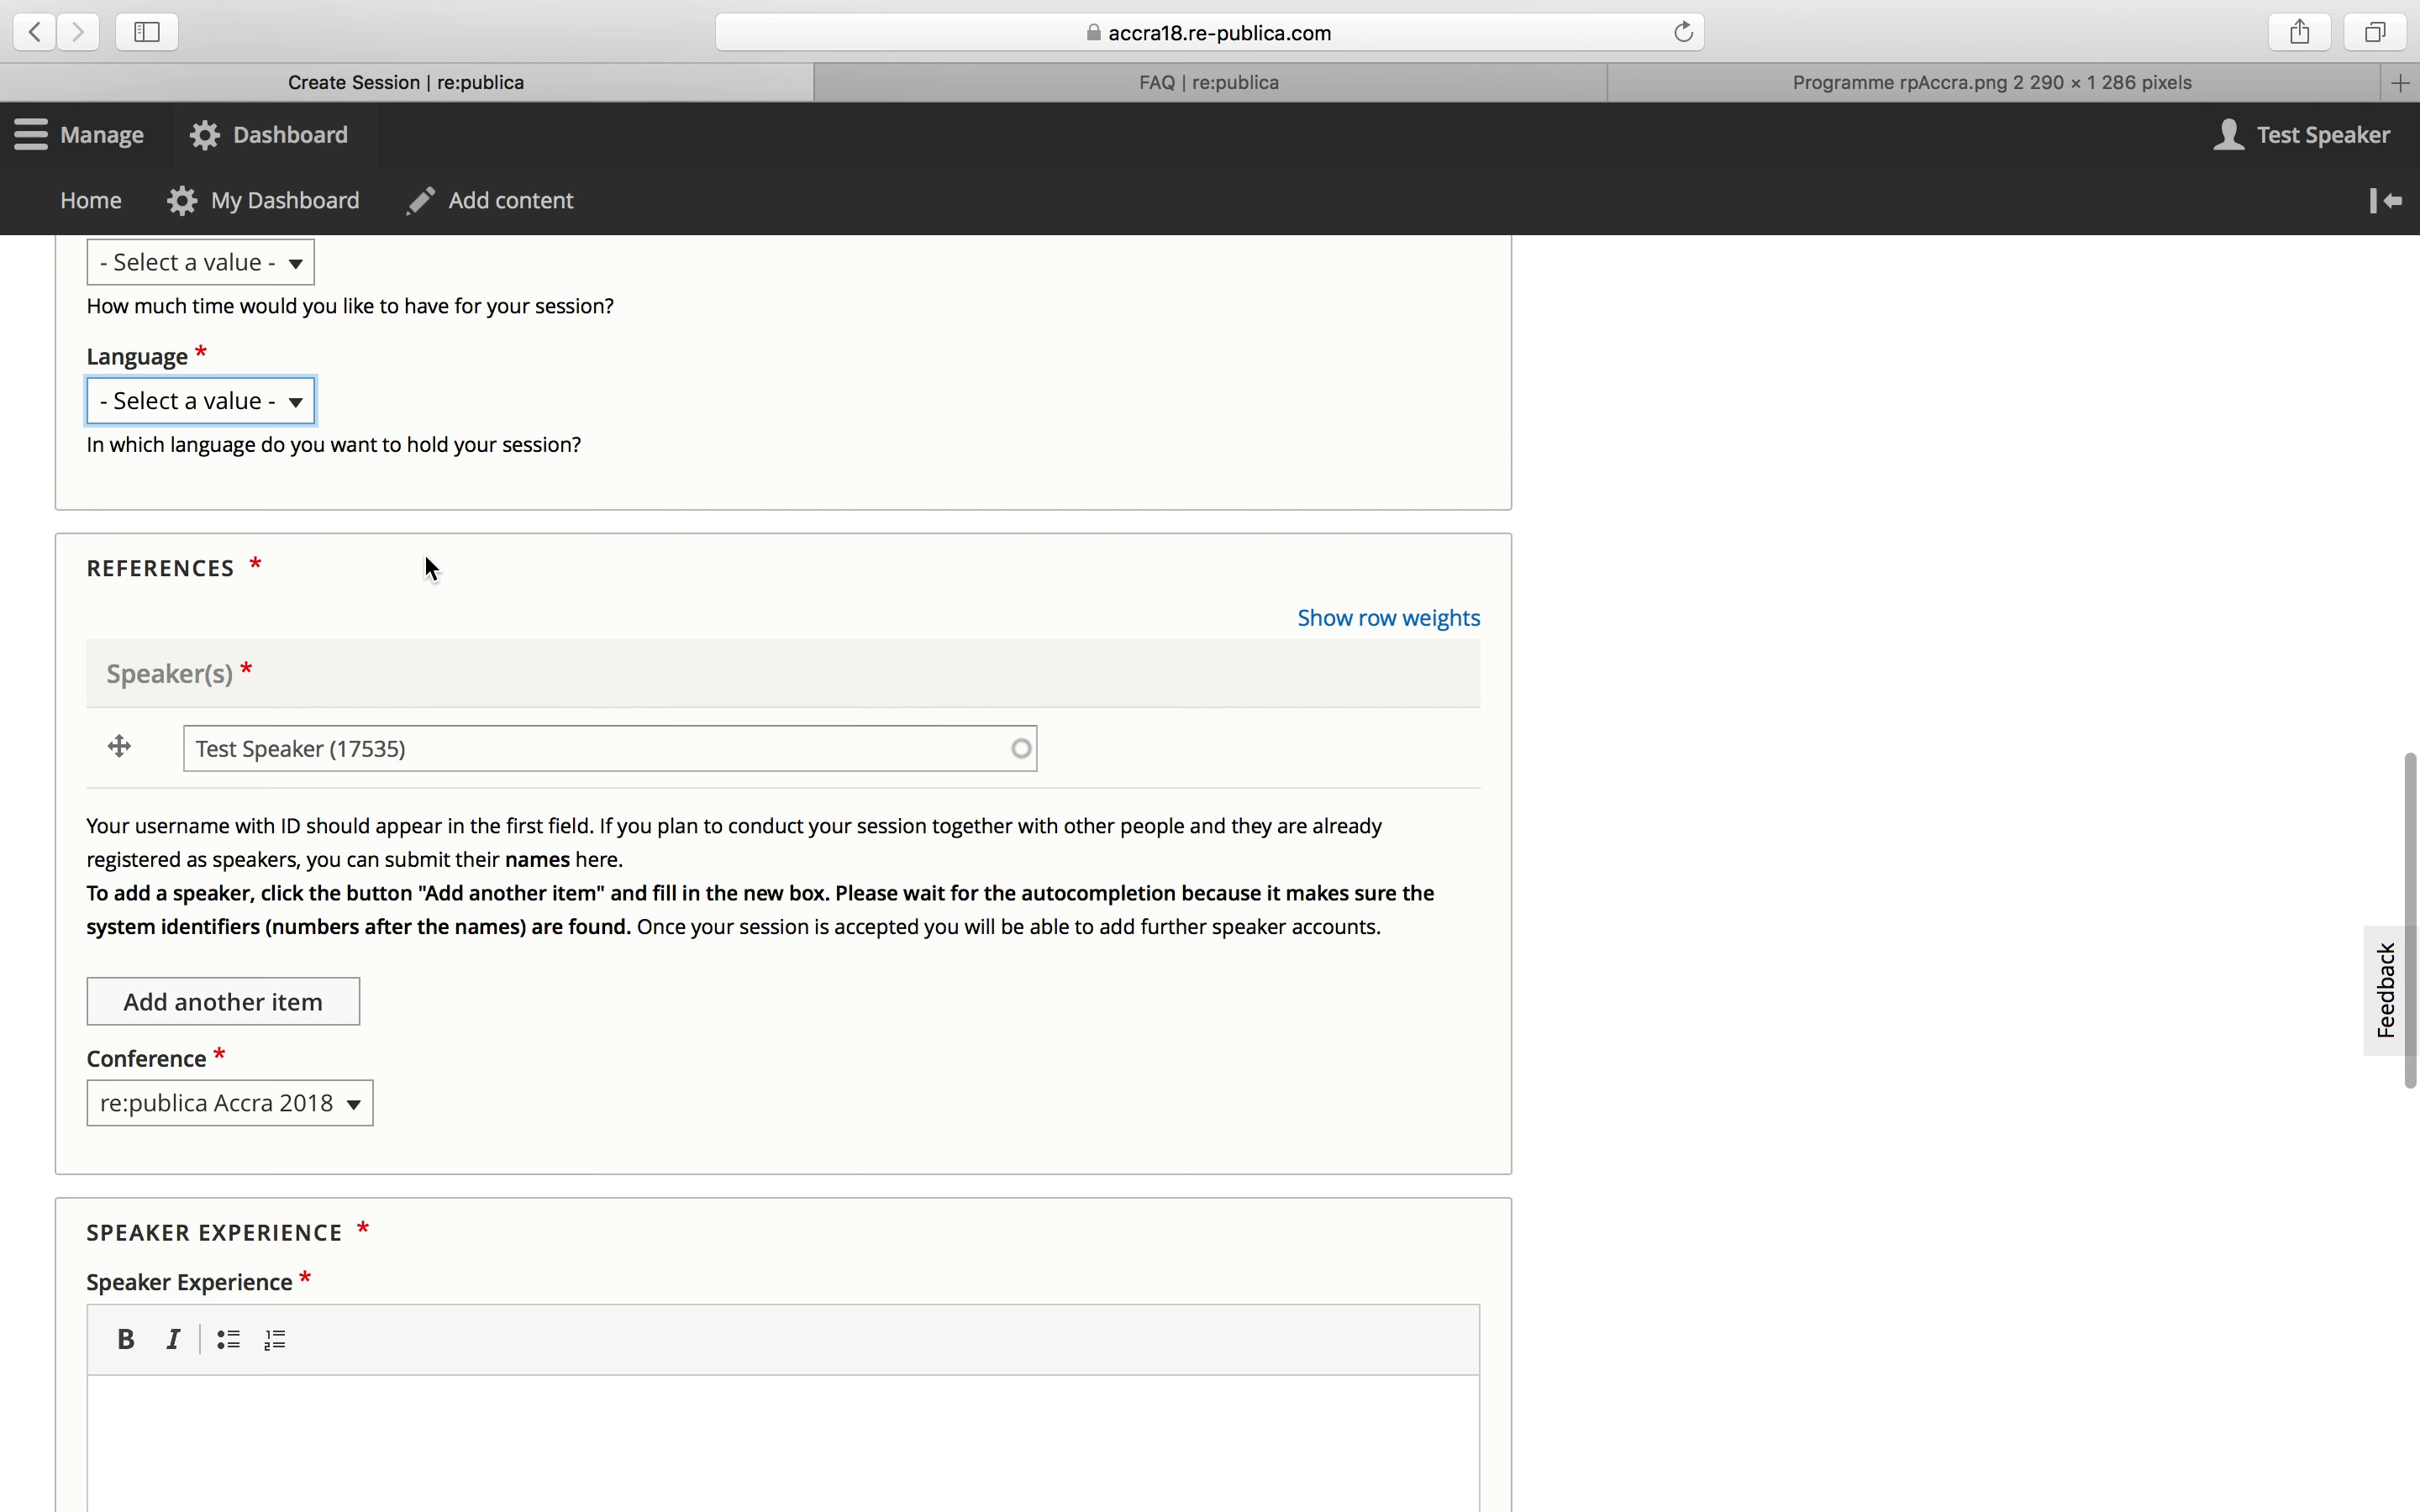 accra18.re-publica.com
Create Session | re:publica
FAQ | re:publica
Programme rpAccra.png 2 290 × 1 286 pixels
Manage
Dashboard
Test Speaker
Home
My Dashboard
Add content
- Select a value -
How much time would you like to have for your session?
Language *
- Select a value -
In which language do you want to hold your session?
REFERENCES *
Show row weights
Speaker(s) *
Test Speaker (17535)
Your username with ID should appear in the first field. If you plan to conduct your session together with other people and they are already
registered as speakers, you can submit their names here.
To add a speaker, click the button "Add another item" and fill in the new box. Please wait for the autocompletion because it makes sure the
system identifiers (numbers after the names) are found. Once your session is accepted you will be able to add further speaker accounts.
Feedback
Add another item
Conference *
re:publica Accra 2018
SPEAKER EXPERIENCE *
Speaker Experience *
B I